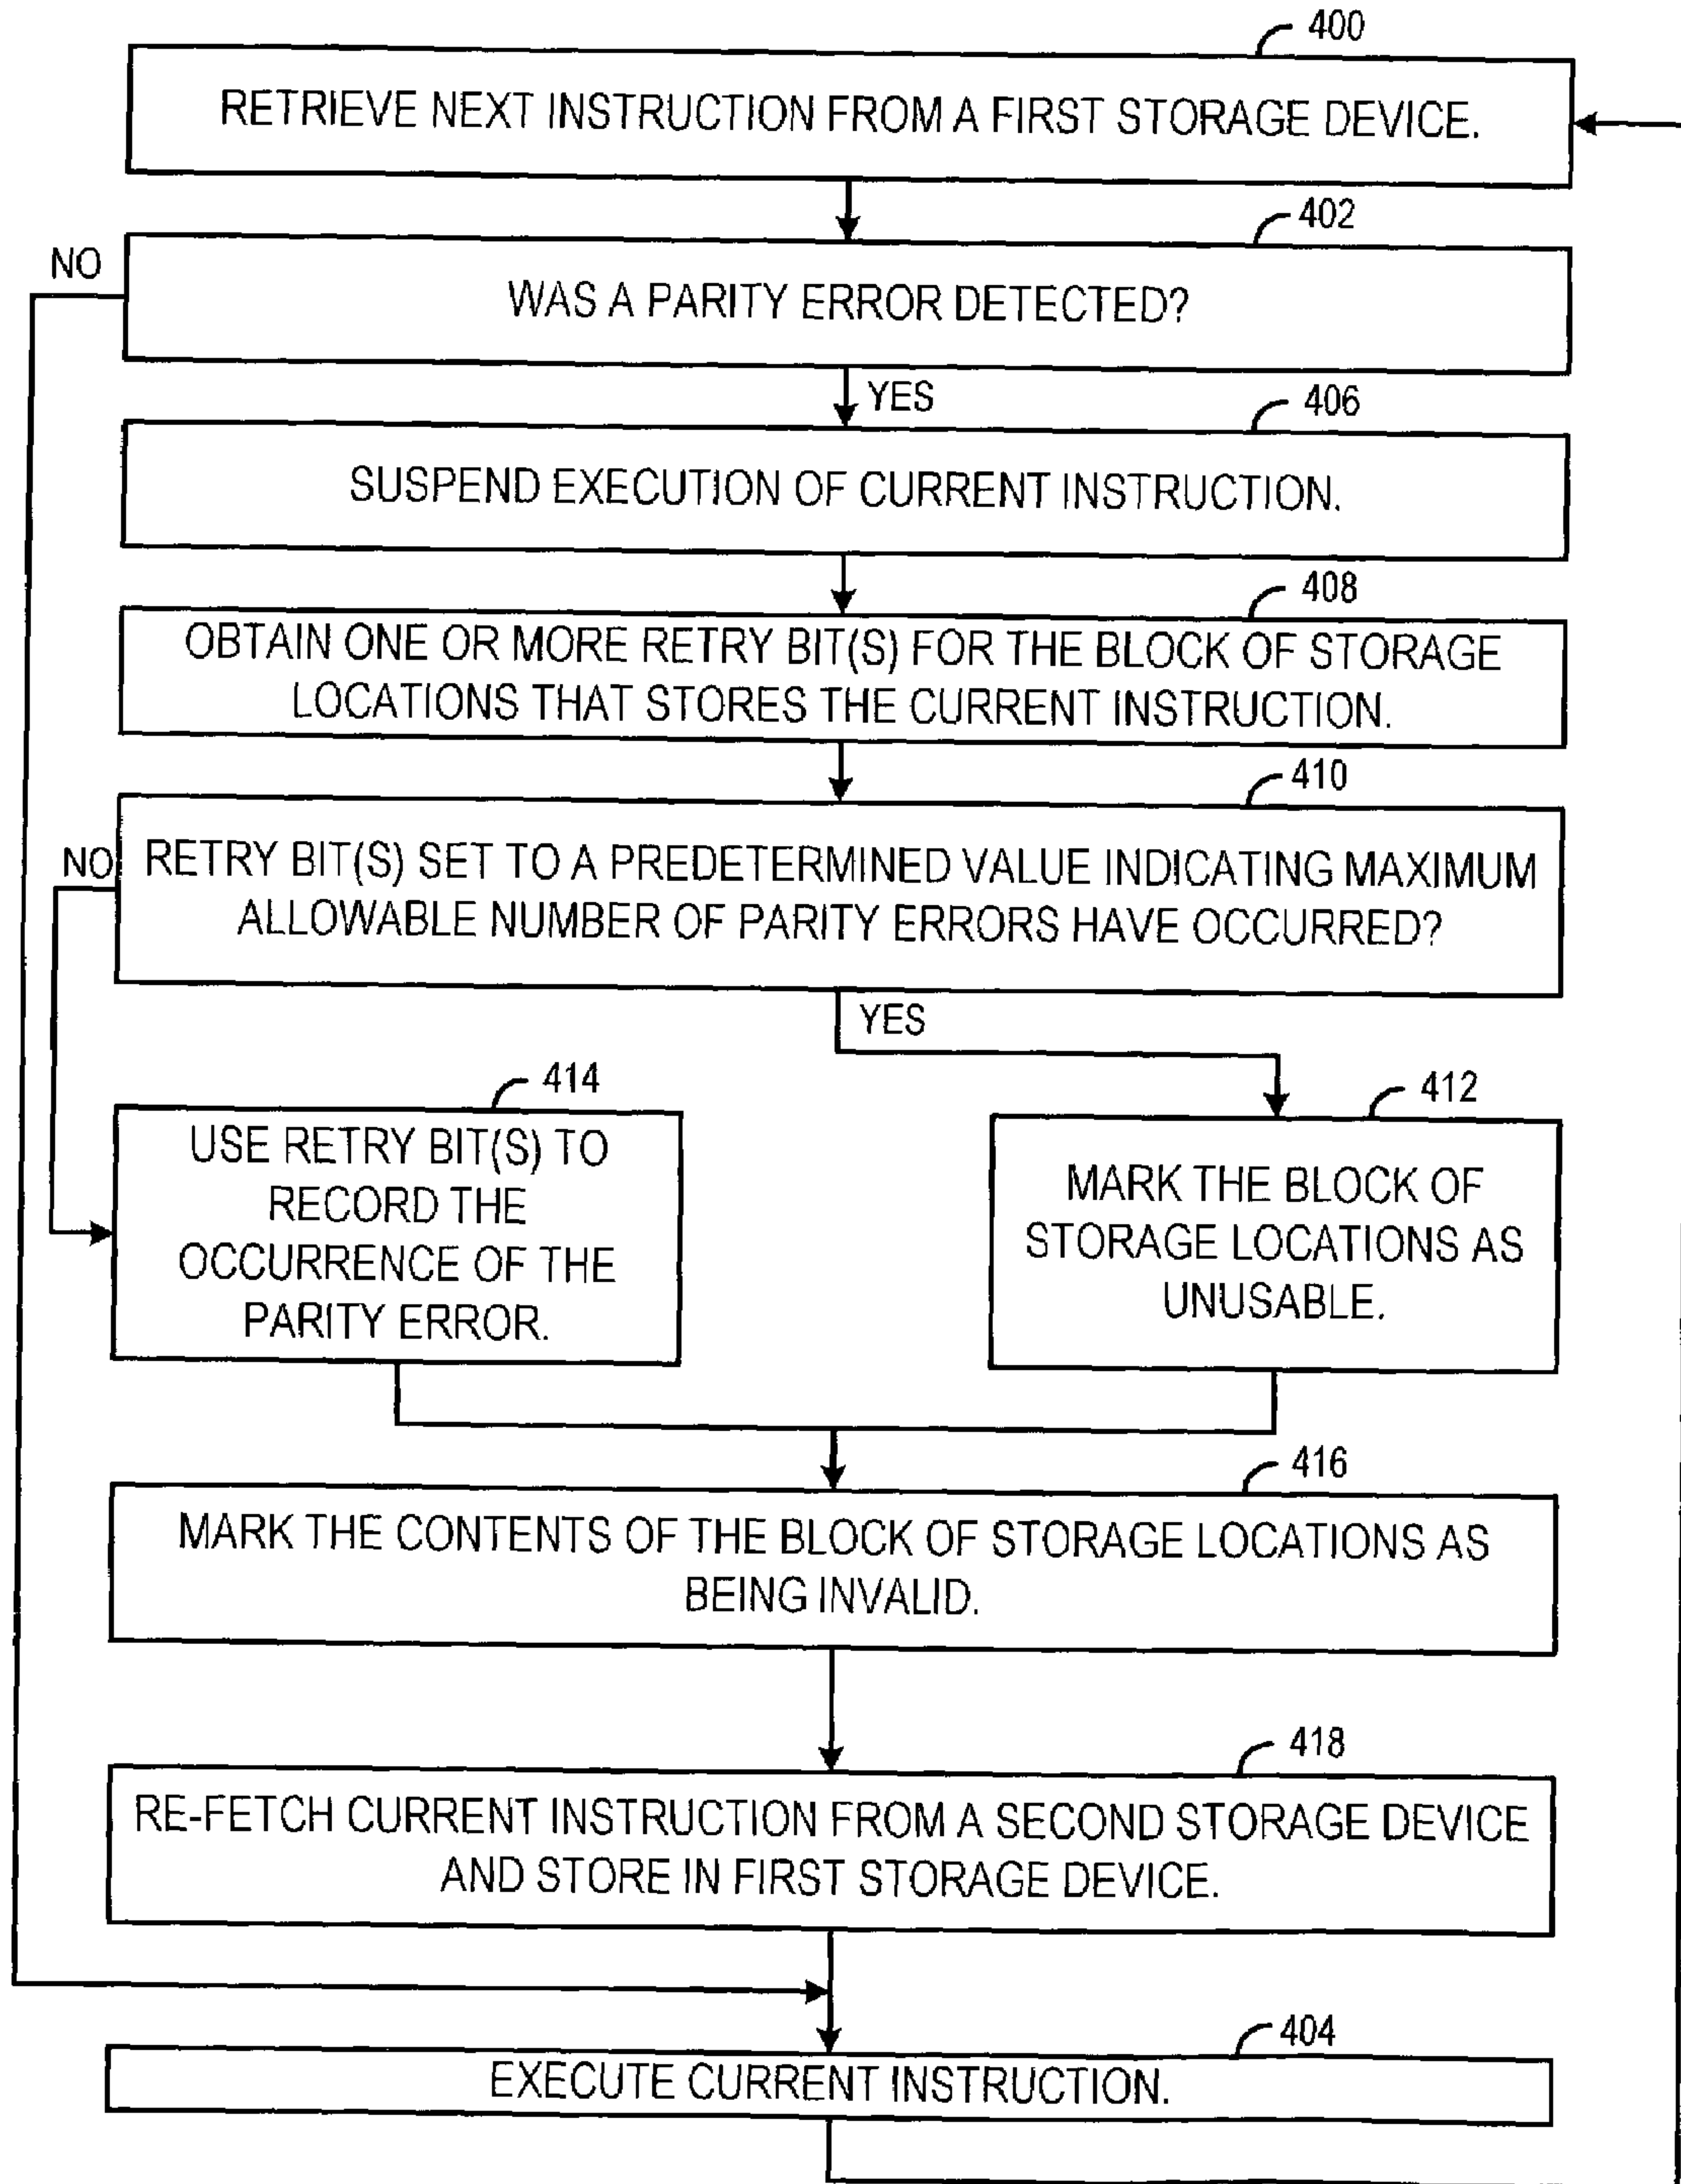 400
RETRIEVE NEXT INSTRUCTION FROM A FIRST STORAGE DEVICE.
402
NO
WAS A PARITY ERROR DETECTED?
YES
406
SUSPEND EXECUTION OF CURRENT INSTRUCTION.
408
OBTAIN ONE OR MORE RETRY BIT(S) FOR THE BLOCK OF STORAGE
LOCATIONS THAT STORES THE CURRENT INSTRUCTION.
410
NO
RETRY BIT(S) SET TO A PREDETERMINED VALUE INDICATING MAXIMUM
ALLOWABLE NUMBER OF PARITY ERRORS HAVE OCCURRED?
YES
414
USE RETRY BIT(S) TO
RECORD THE
OCCURRENCE OF THE
PARITY ERROR.
412
MARK THE BLOCK OF
STORAGE LOCATIONS AS
UNUSABLE.
416
MARK THE CONTENTS OF THE BLOCK OF STORAGE LOCATIONS AS
BEING INVALID.
418
RE-FETCH CURRENT INSTRUCTION FROM A SECOND STORAGE DEVICE
AND STORE IN FIRST STORAGE DEVICE.
404
EXECUTE CURRENT INSTRUCTION.